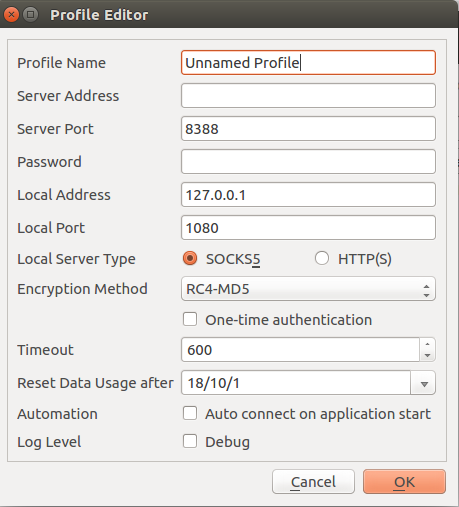 Profile Editor
Profile Name Unnamed Profile
Server Address
Server Port 8388
Password
Local Address 127.0.0.1
Local Port 1080
Local Server Type SOCKS5 HTTP(S)
Encryption Method RC4-MD5
One-time authentication
Timeout 600
Reset Data Usage after 18/10/1
Automation Auto connect on application start
Log Level Debug
Cancel OK